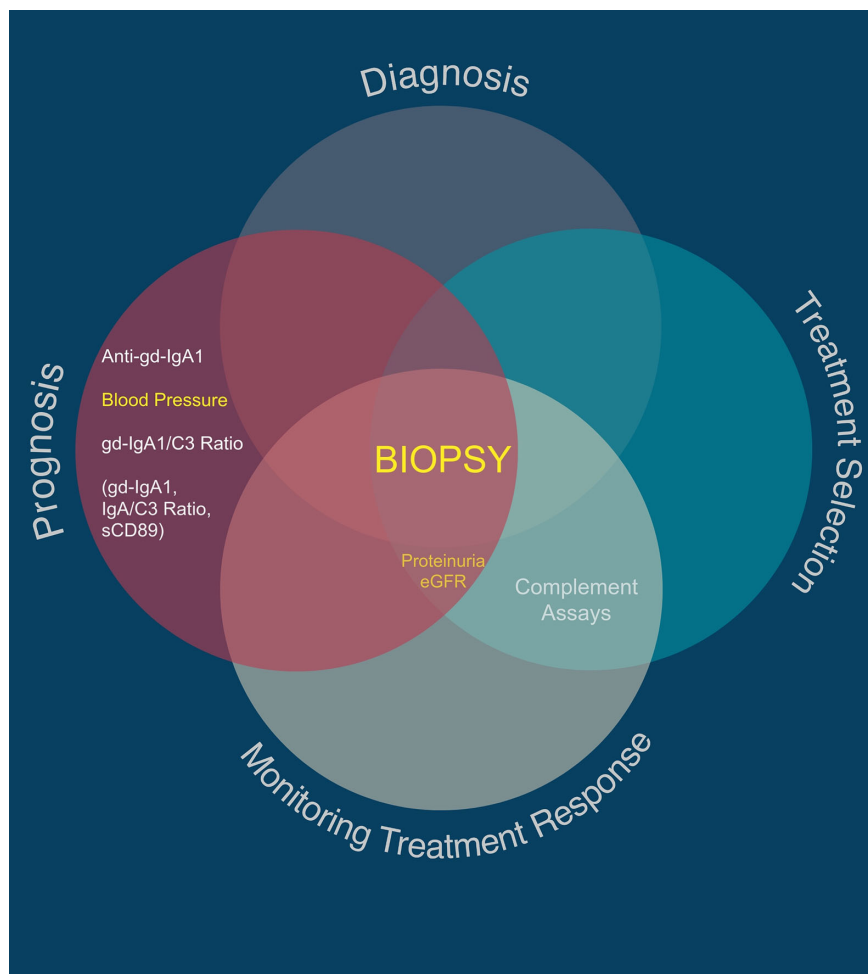 Diagnosis
Prognosis
Treatment Selection
Anti-gd-IgA1
Blood Pressure
gd-IgA1/C3 Ratio
(gd-IgA1,
IgA/C3 Ratio,
sCD89)
BIOPSY
Proteinuria
eGFR
Complement
Assays
Monitoring Treatment Response